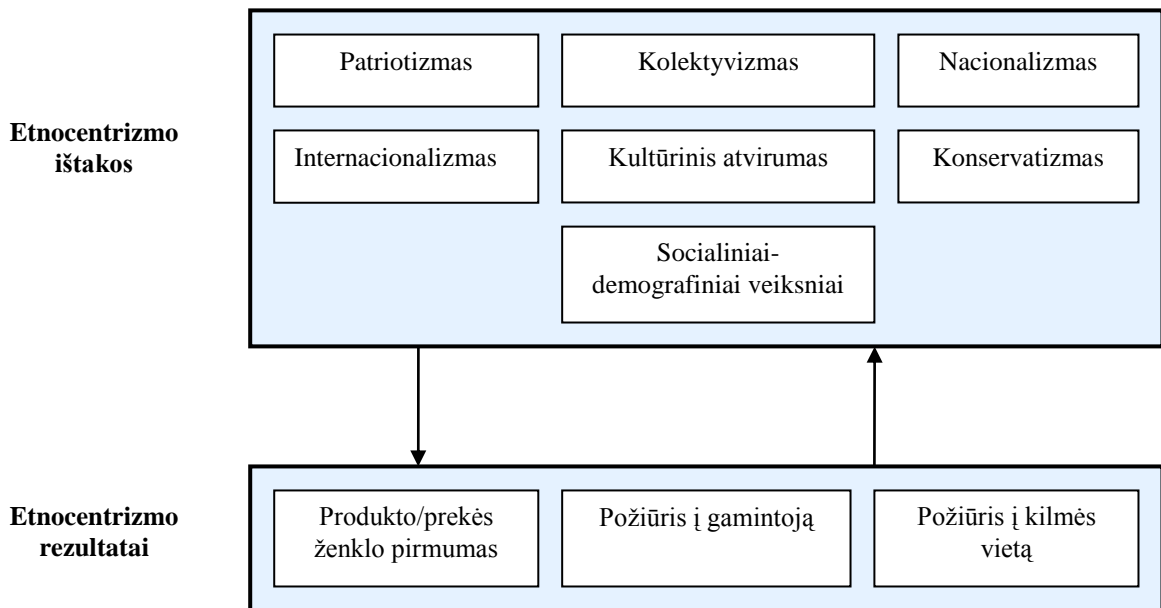 Patriotizmas
Kolektyvizmas
Nacionalizmas
Etnocentrizmo
ištakos
Internacionalizmas
Kultūrinis atvirumas
Konservatizmas
Socialiniai-
demografiniai veiksniai
Etnocentrizmo
rezultatai
Produkto/prekės
ženklo pirmumas
Požiūris į gamintoją
Požiūris į kilmės
vietą